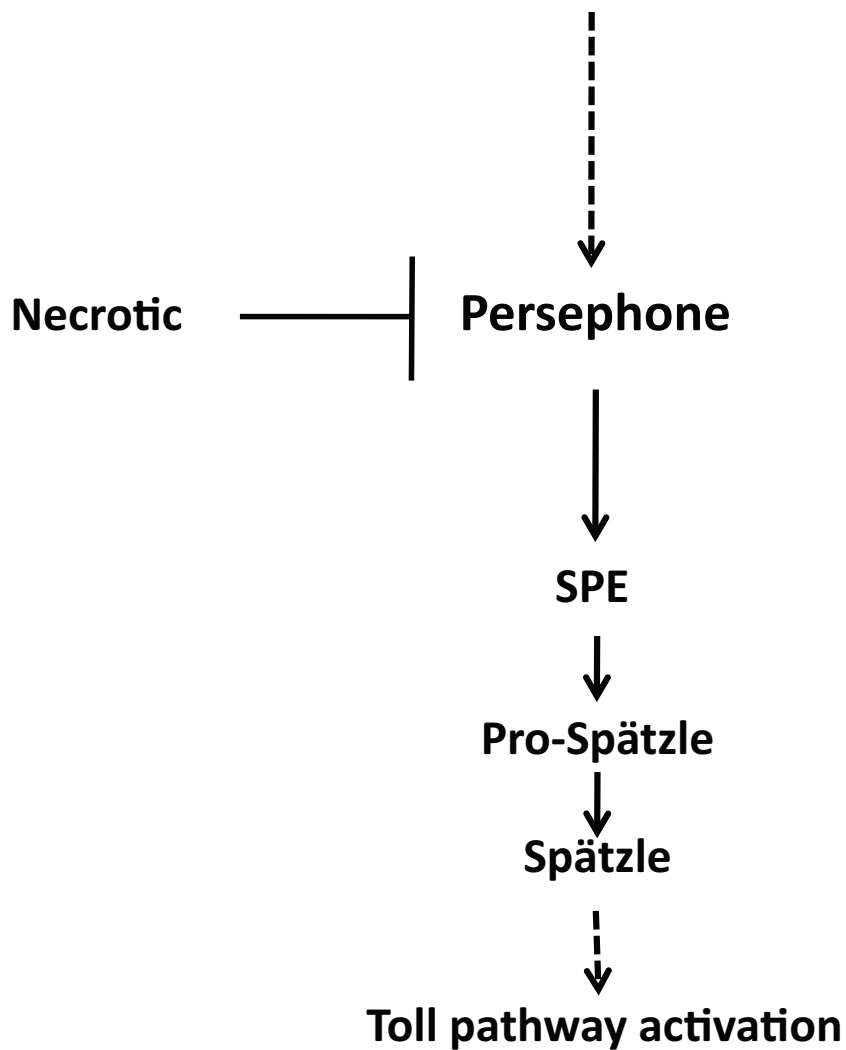 Necrotic
Persephone
SPE
Pro-Spätzle
Spätzle
Toll pathway activation